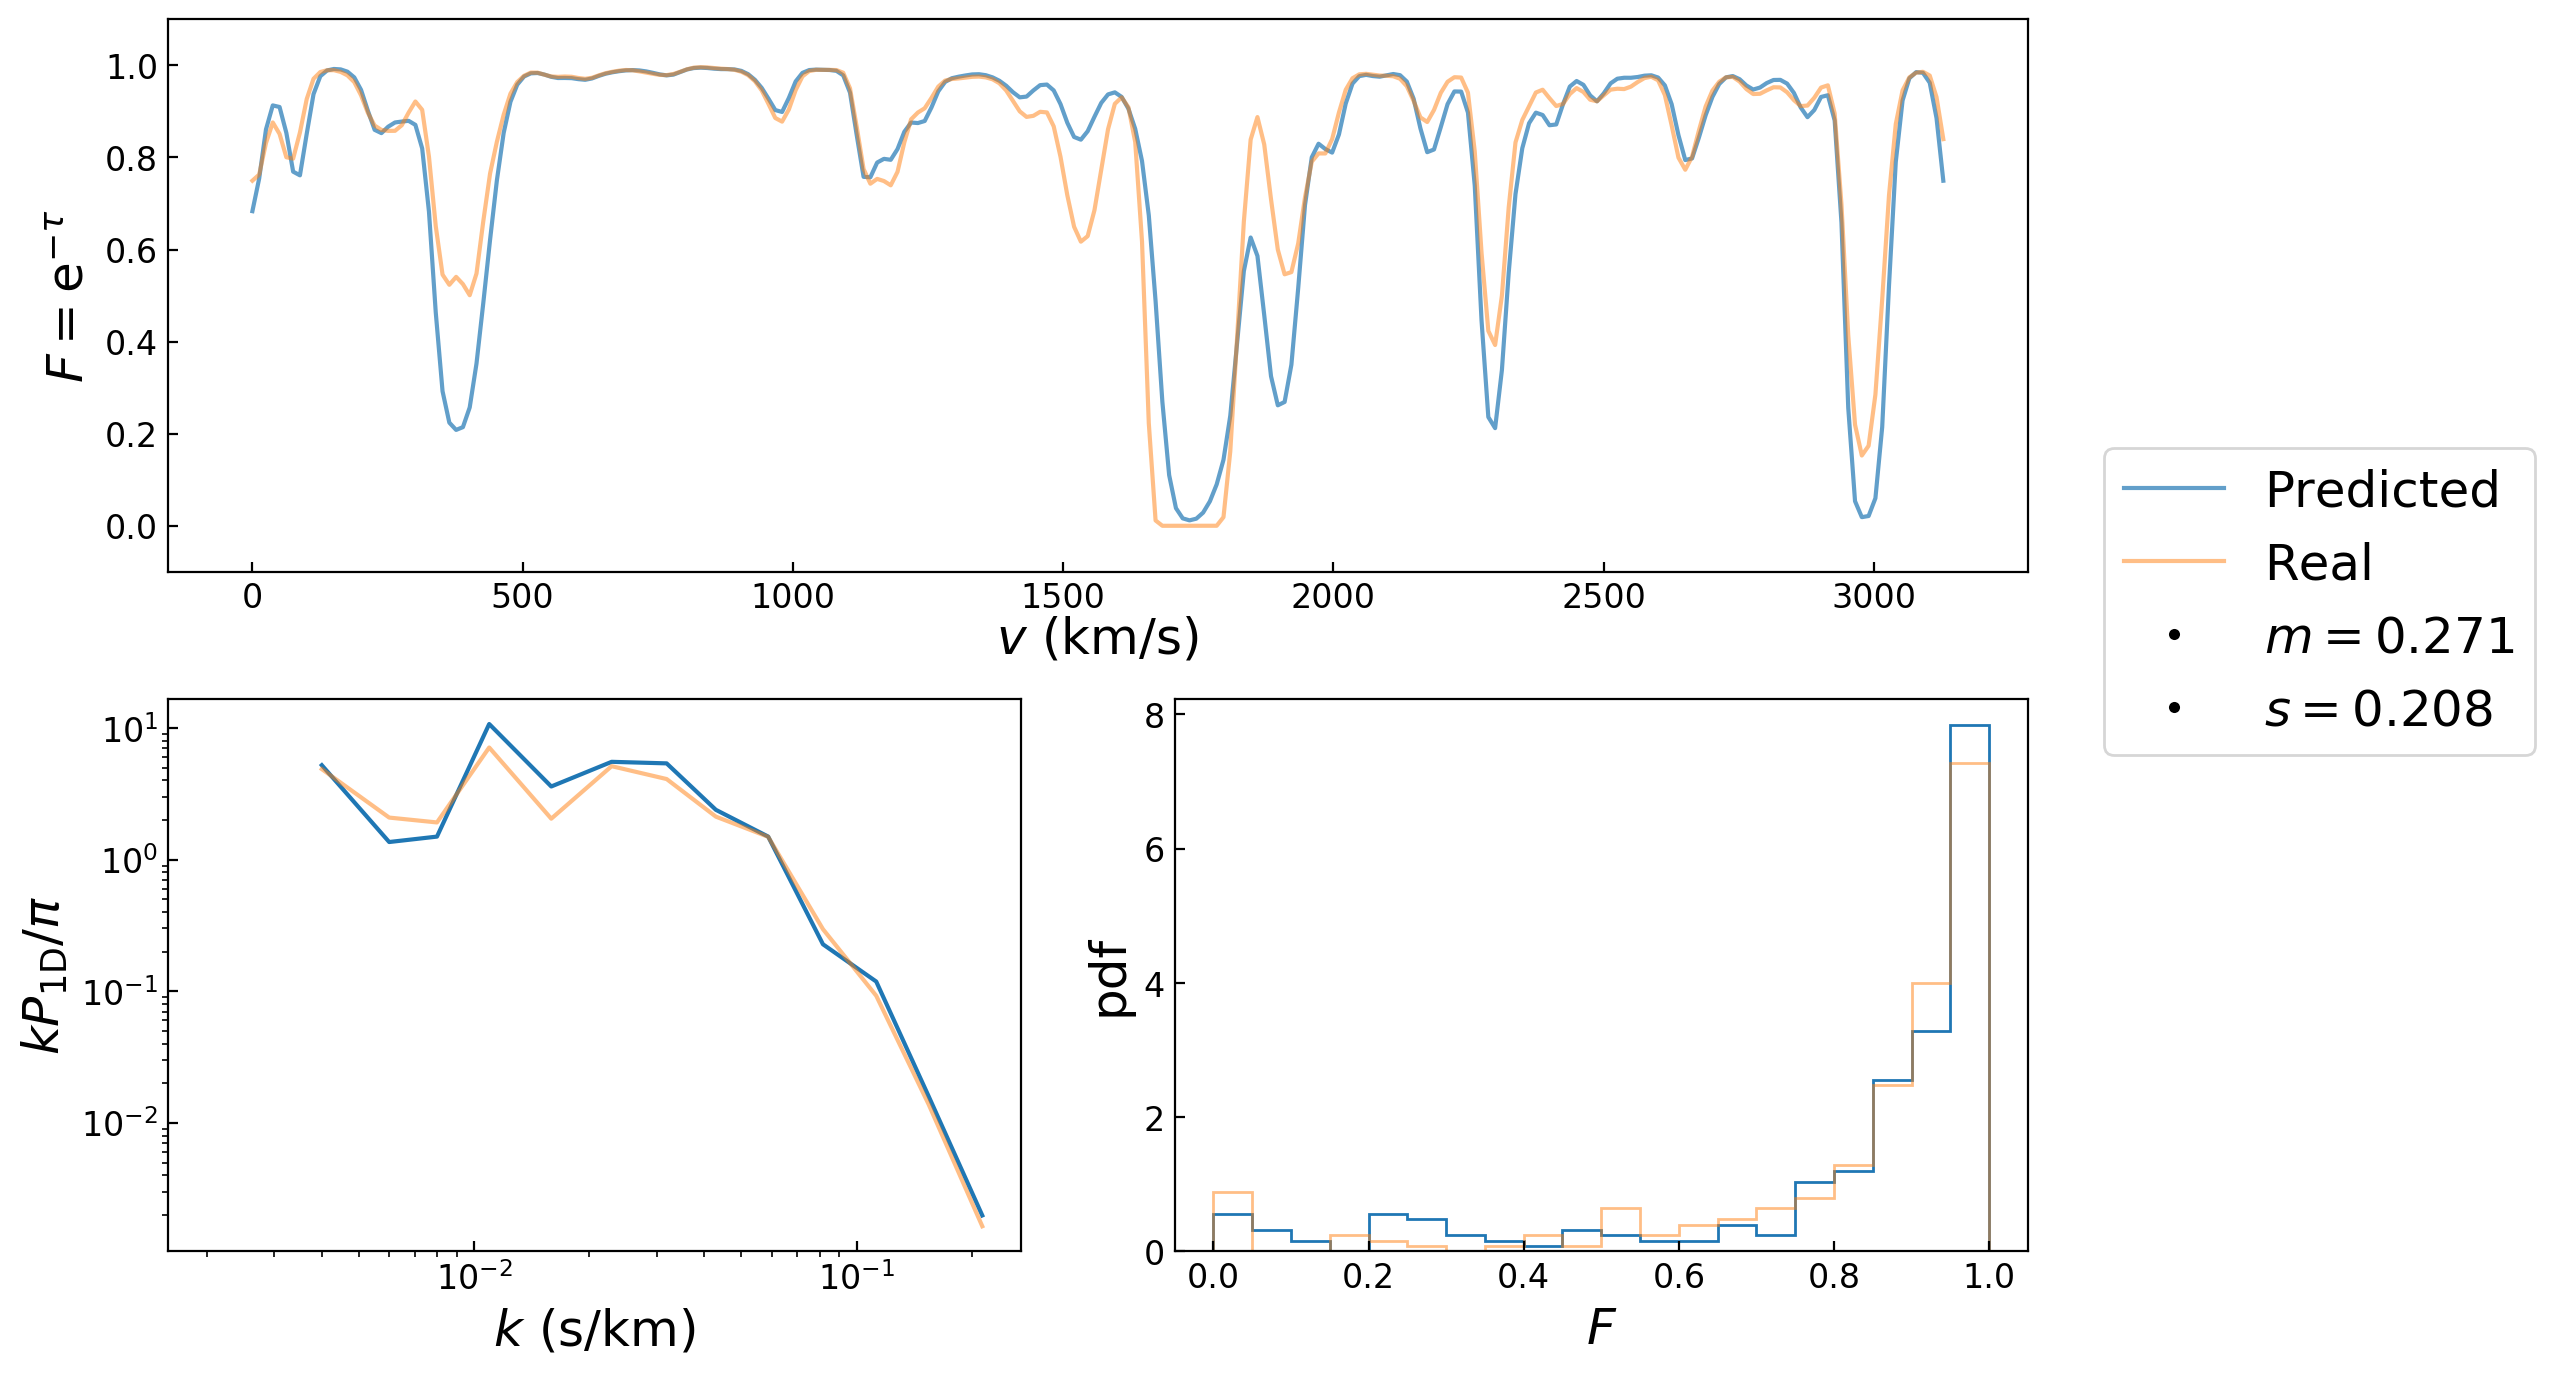 1.0
0.8
0.6
0.4
0.2
0.0
F = e^{−τ}
0 500 1000 1500 2000 2500 3000
v (km/s)
Predicted
Real
m = 0.271
s = 0.208
10^1
10^0
10^{−1}
10^{−2}
kP_{1D}/π
10^{−2} 10^{−1}
k (s/km)
8
6
4
2
0
pdf
0.0 0.2 0.4 0.6 0.8 1.0
F